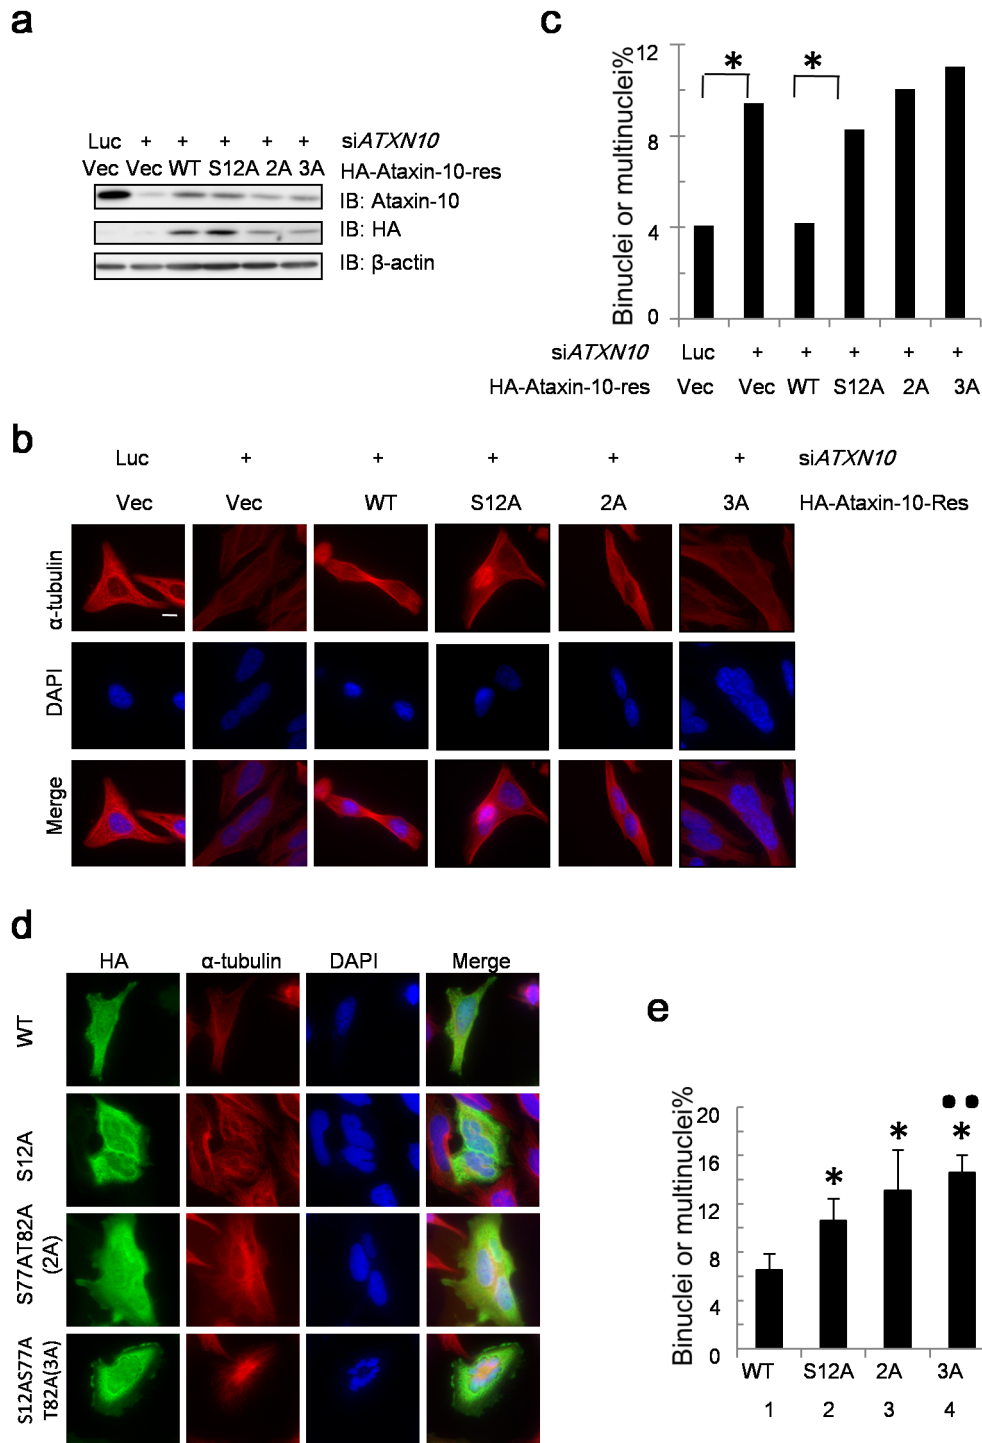 a
Luc + + + + + siATXN10
Vec Vec WT S12A 2A 3A HA-Ataxin-10-res
IB: Ataxin-10
IB: HA
IB: β-actin
c
Binuclei or multinuclei%
12
8
4
0
*
*
siATXN10 Luc + + + + +
HA-Ataxin-10-res Vec Vec WT S12A 2A 3A
b
Luc + + + + + siATXN10
Vec Vec WT S12A 2A 3A HA-Ataxin-10-Res
α-tubulin
DAPI
Merge
d
HA α-tubulin DAPI Merge
WT
S12A
S77AT82A
(2A)
S12AS77A
T82A(3A)
e
Binuclei or multinuclei%
20
16
12
8
4
0
*
*
●●
*
WT S12A 2A 3A
1 2 3 4